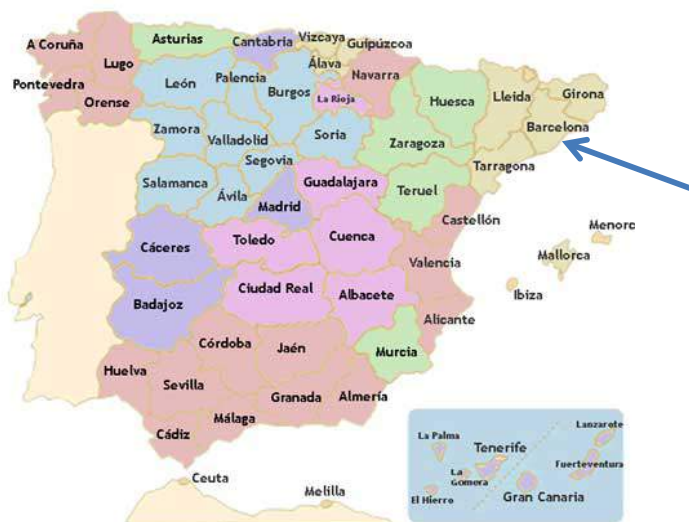 A Coruña
Lugo
Pontevedra
Orense
Asturias
Cantabria
Vizcaya
Guipúzcoa
Álava
Navarra
León
Palencia
Burgos
La Rioja
Huesca
Lleida
Girona
Barcelona
Zamora
Valladolid
Soria
Zaragoza
Segovia
Tarragona
Salamanca
Ávila
Guadalajara
Teruel
Madrid
Castellón
Menorc
Cáceres
Toledo
Cuenca
Mallorca
Valencia
Badajoz
Ciudad Real
Albacete
Ibiza
Alicante
Córdoba
Jaén
Murcia
Huelva
Sevilla
Granada
Almería
Málaga
Cádiz
Ceuta
Melilla
La Palma
Tenerife
Lanzarote
La
Gomera
Fuerteventura
El Hierro
Gran Canaria